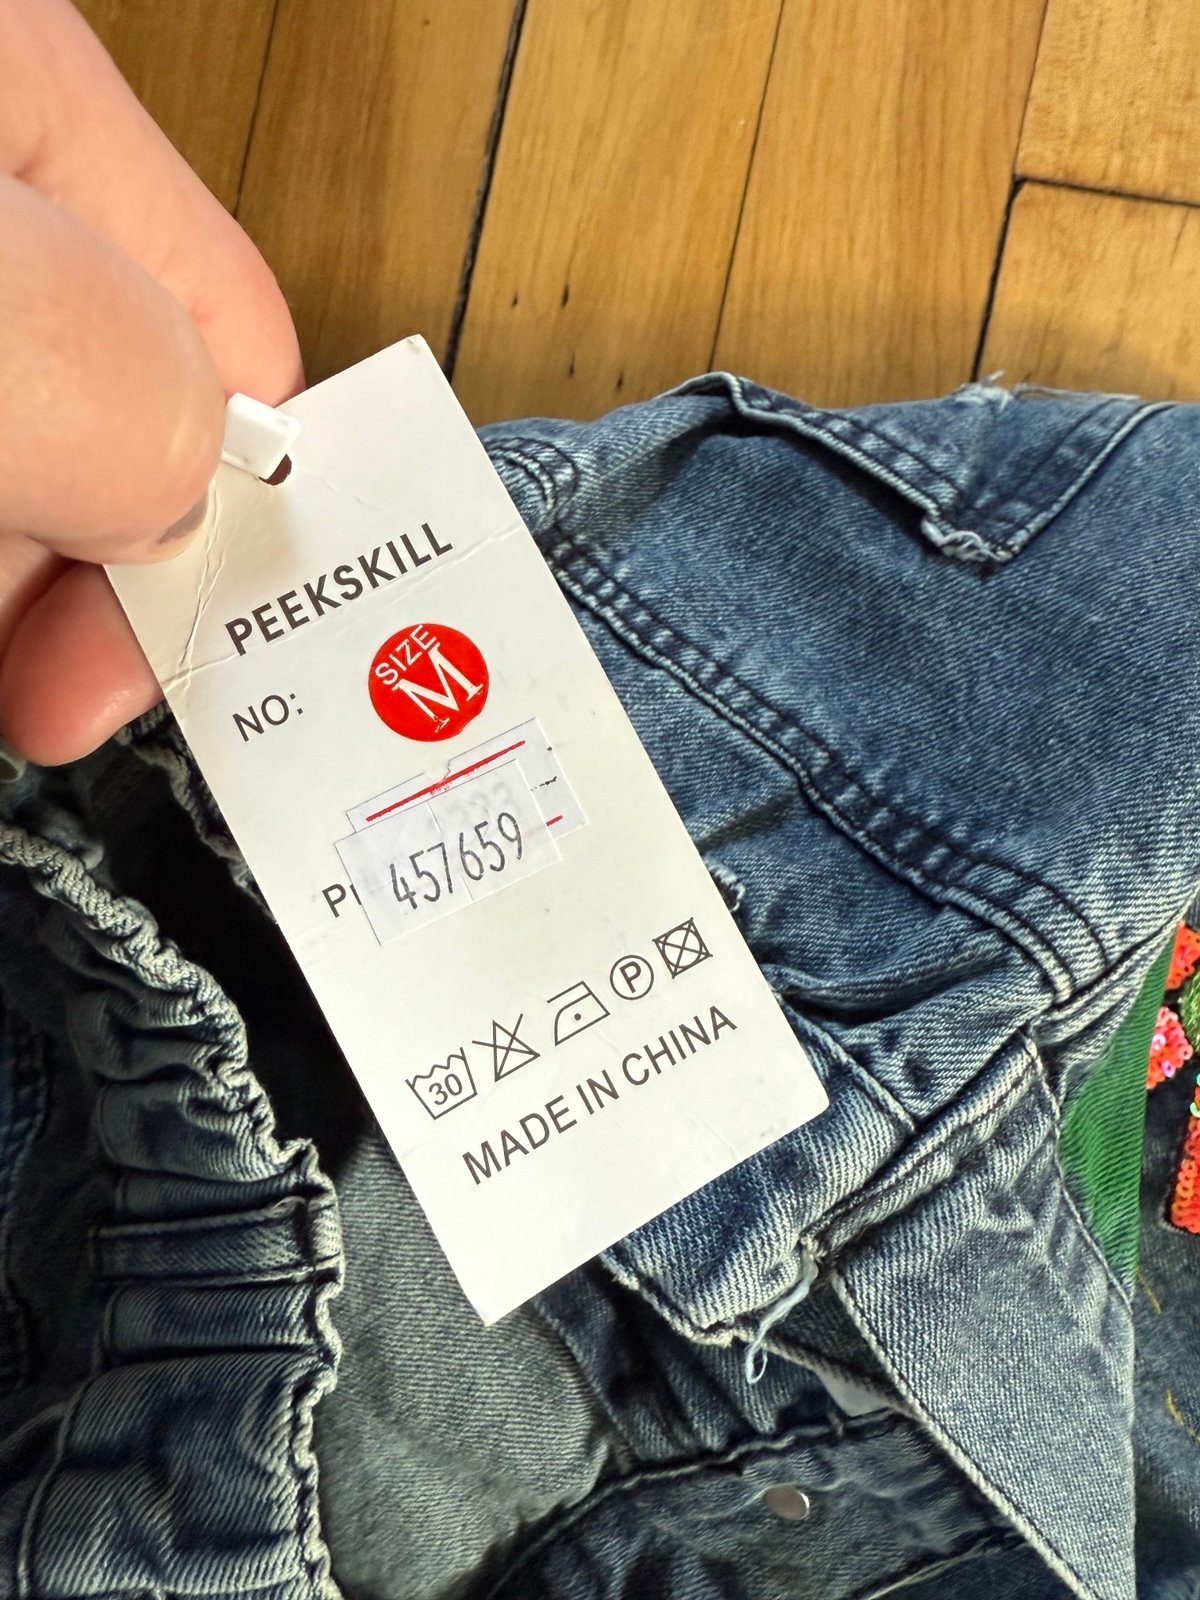 PEEKSKILL
NO:
SIZE
M
457659
30
P
MADE IN CHINA